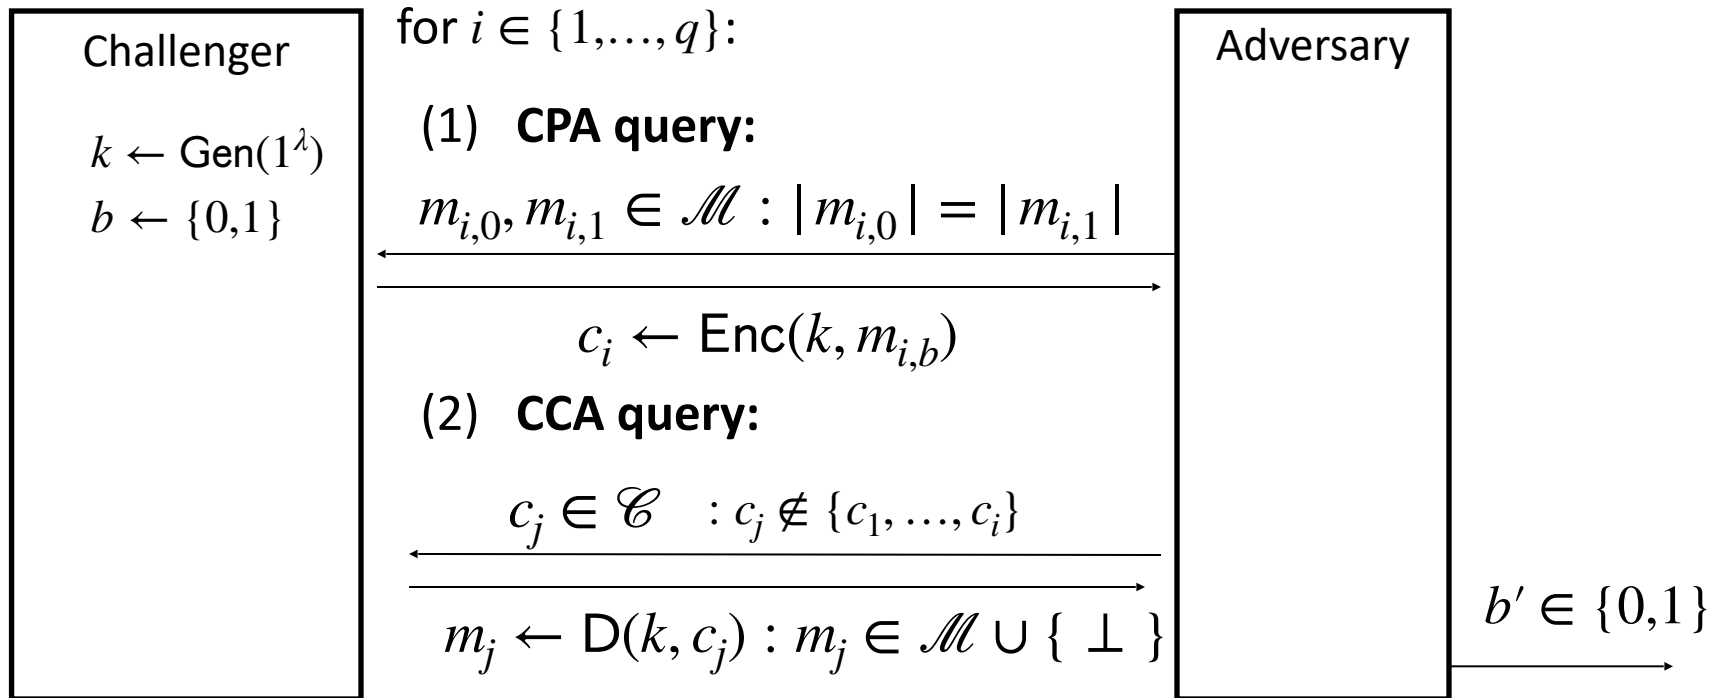 Challenger
k ← Gen(1^λ)
b ← {0,1}
for i ∈ {1,…, q}:
(1) CPA query:
m_{i,0}, m_{i,1} ∈ ℳ : |m_{i,0}| = |m_{i,1}|
c_i ← Enc(k, m_{i,b})
(2) CCA query:
c_j ∈ 𝒞 : c_j ∉ {c_1,…, c_i}
m_j ← D(k, c_j) : m_j ∈ ℳ ∪ { ⊥ }
Adversary
b′ ∈ {0,1}